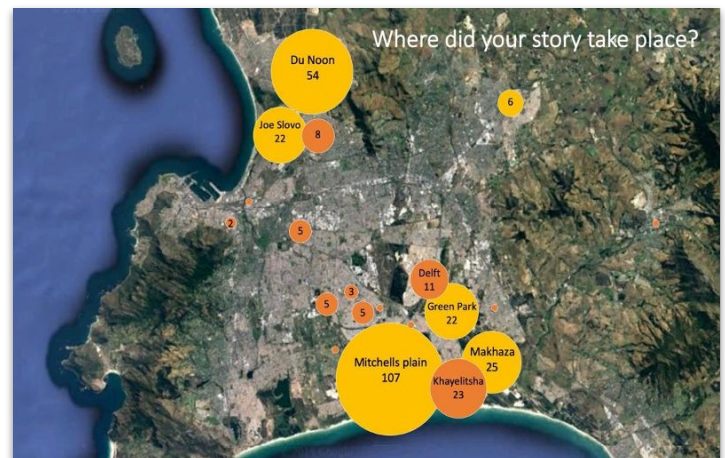 Where did your story take place?
Du Noon
54
6
Joe Slovo
22
8
2
5
Delft
11
3
5
5
Green Park
22
Mitchells plain
107
Makhaza
25
Khayelitsha
23